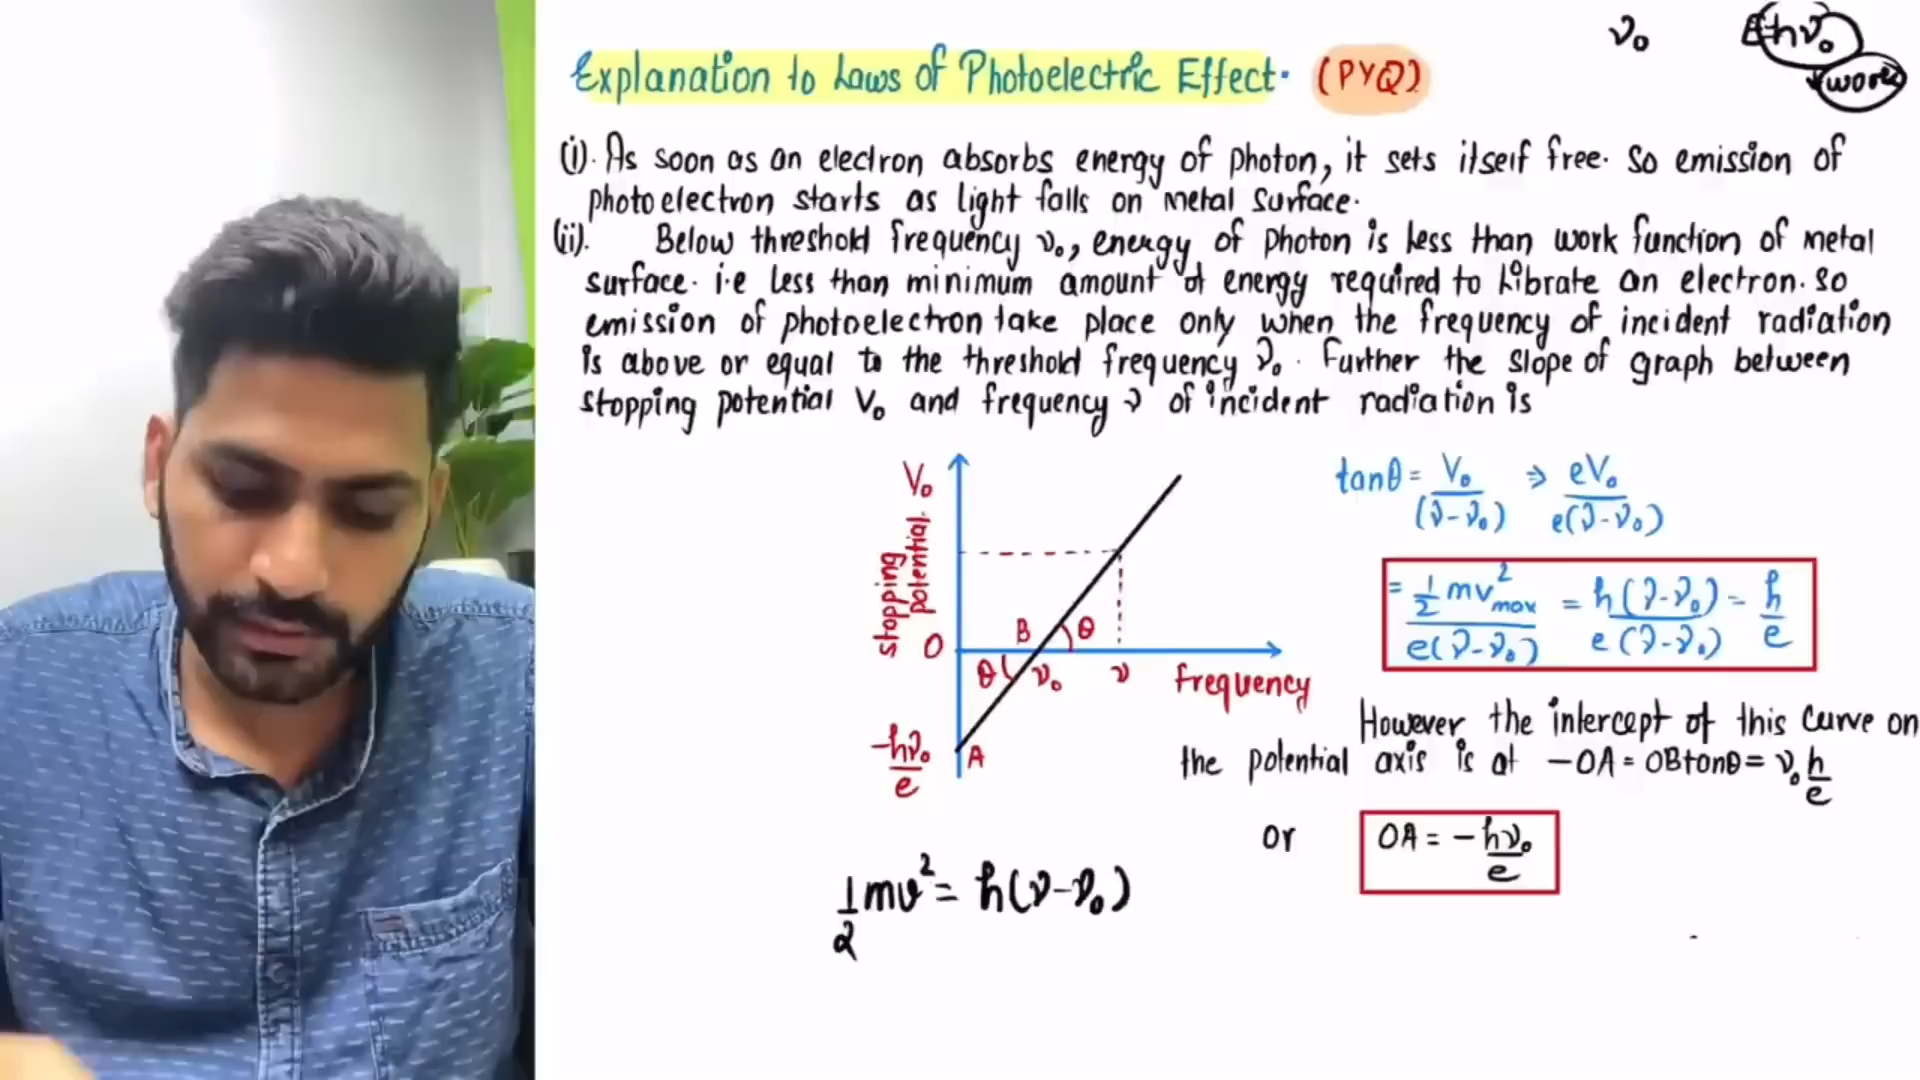 Explanation to Laws of Photoelectric Effect. (PYQ)
ν₀ Ehν₀
work
(i). As soon as an electron absorbs energy of photon, it sets itself free. So emission of
photoelectron starts as light falls on metal surface.
(ii). Below threshold frequency ν₀, energy of photon is less than work function of metal
surface. i.e less than minimum amount of energy required to librate an electron. so
emission of photoelectron take place only when the frequency of incident radiation
is above or equal to the threshold frequency ν₀. Further the slope of graph between
stopping potential V₀ and frequency ν of incident radiation is
V₀
stopping
potential
O
B
θ
θ
ν₀
ν
frequency
-hν₀/e
A
tanθ = V₀/(ν-ν₀) ⇒ eV₀/e(ν-ν₀)
= ½mv²max/e(ν-ν₀) = h(ν-ν₀)/e(ν-ν₀) = h/e
However the intercept of this curve on
the potential axis is at -OA = OBtanθ = ν₀h/e
or OA = -hν₀/e
½mv² = h(ν-ν₀)